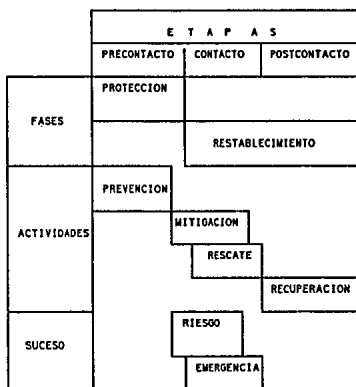 E T A P A S
PRECONTACTO CONTACTO POSTCONTACTO
PROTECCION
FASES
RESTABLECIMIENTO
PREVENCION
MITIGACION
ACTIVIDADES
RESCATE
RECUPERACION
RIESGO
SUCESO
EMERGENCIA